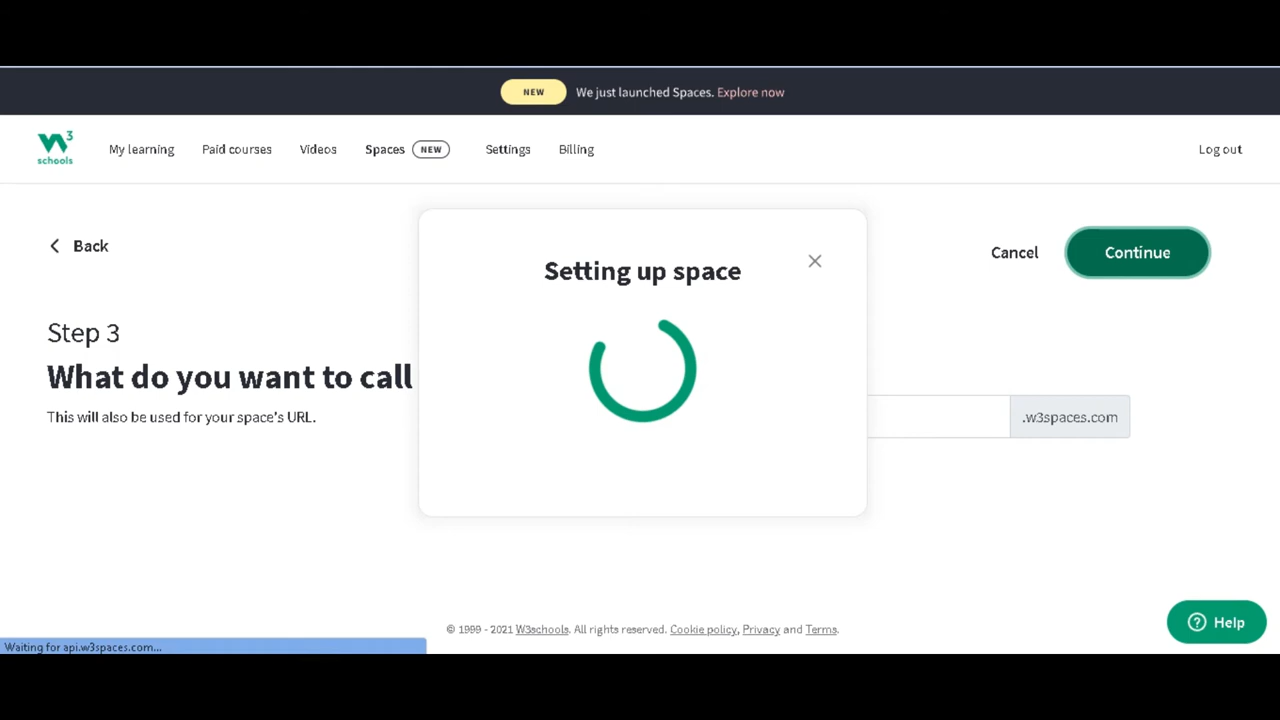 NEW We just launched Spaces. Explore now
W3 schools My learning Paid courses Videos Spaces NEW Settings Billing Log out
Back
Cancel Continue
Setting up space
Step 3
What do you want to call
This will also be used for your space's URL.
.w3spaces.com
Help
© 1999 - 2021 W3schools. All rights reserved. Cookie policy, Privacy and Terms.
Waiting for api.w3spaces.com...